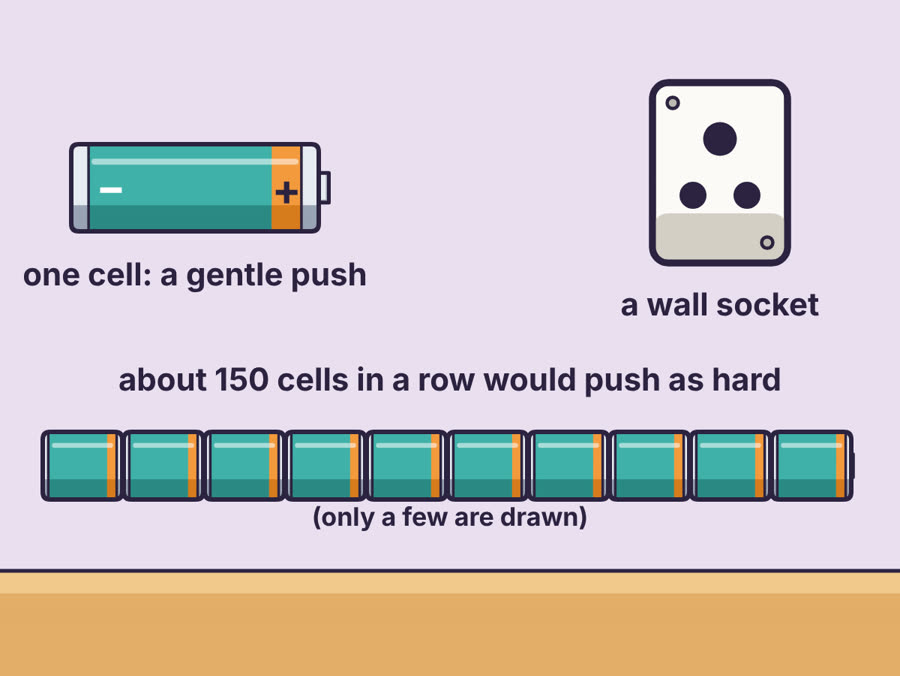 − +
one cell: a gentle push
a wall socket
about 150 cells in a row would push as hard
(only a few are drawn)